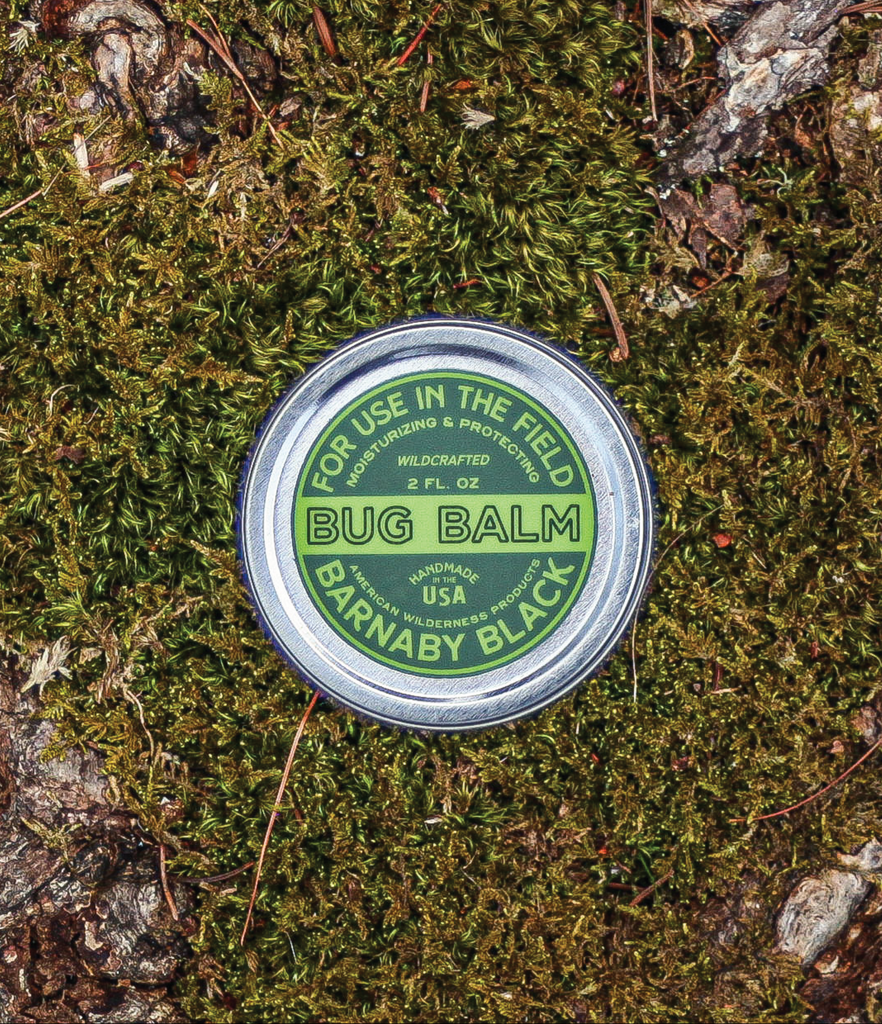 FOR USE IN THE FIELD
MOISTURIZING & PROTECTING
WILDCRAFTED
2 FL. OZ
BUG BALM
HANDMADE
IN THE
USA
AMERICAN WILDERNESS PRODUCTS
BARNABY BLACK